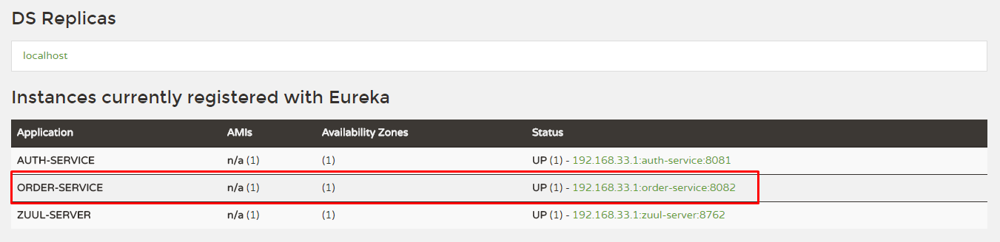 DS Replicas
localhost
Instances currently registered with Eureka
Application AMIs Availability Zones Status
AUTH-SERVICE n/a (1) (1) UP (1) - 192.168.33.1:auth-service:8081
ORDER-SERVICE n/a (1) (1) UP (1) - 192.168.33.1:order-service:8082
ZUUL-SERVER n/a (1) (1) UP (1) - 192.168.33.1:zuul-server:8762